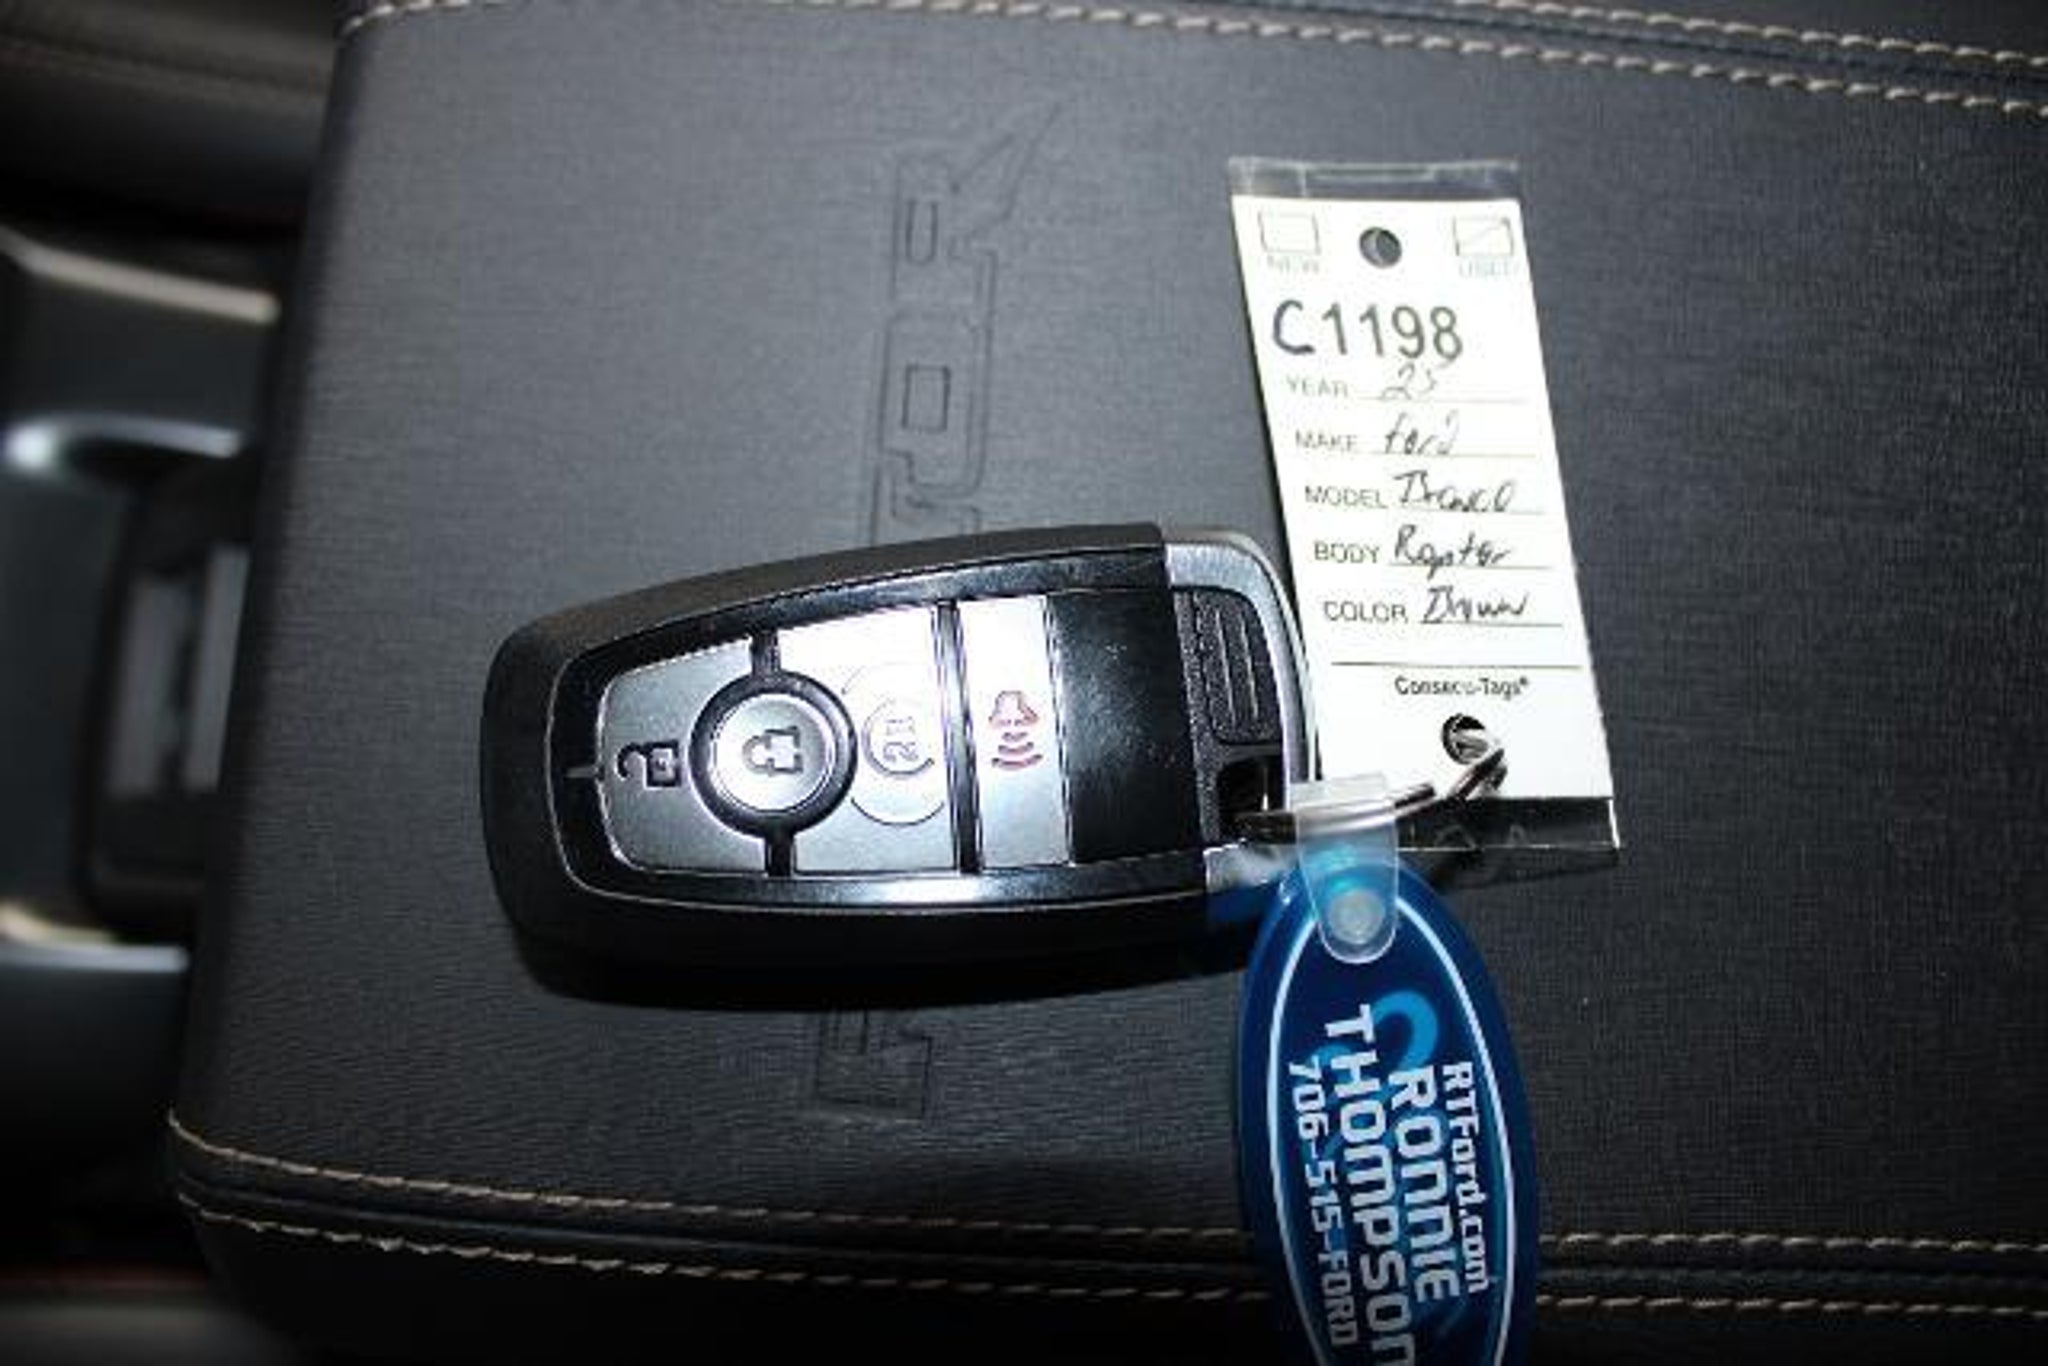 NEW USED
C1198
YEAR 25
MAKE Ford
MODEL Bronco
BODY Raptor
COLOR Brown
Consecu-Tags®
RTFord.com
RONNIE
THOMPSON
706-515-FORD